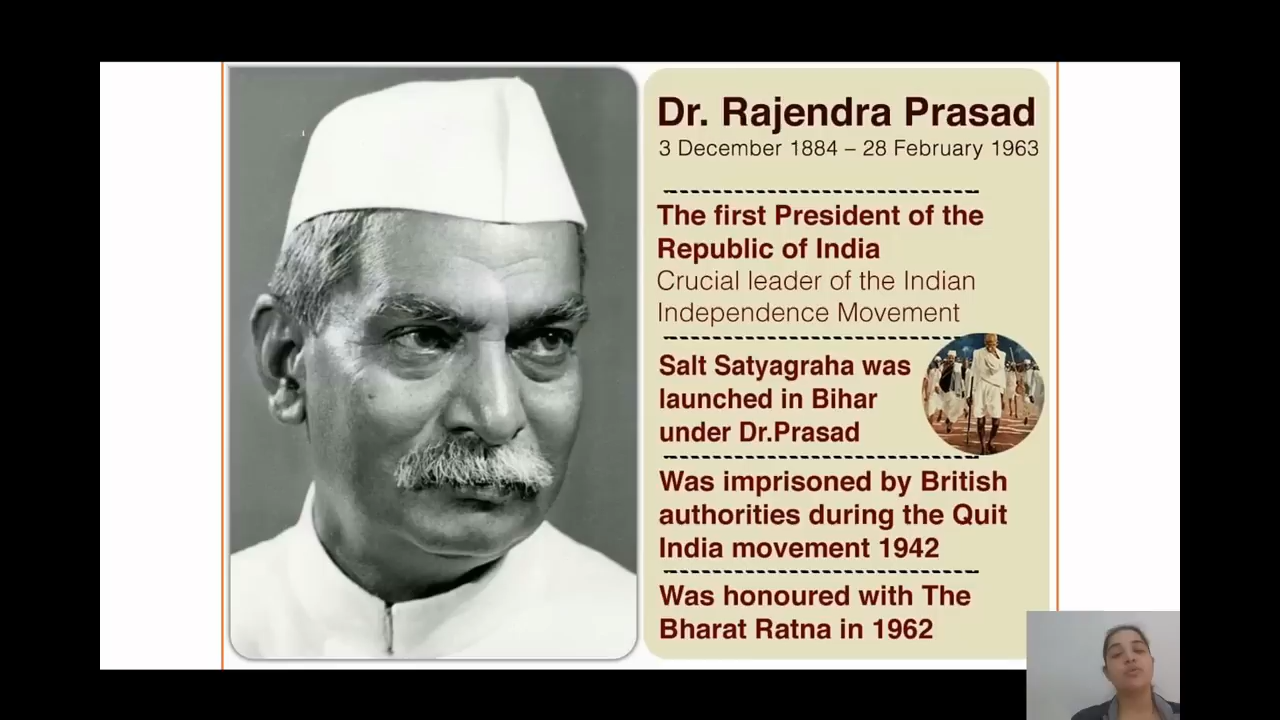 Dr. Rajendra Prasad
3 December 1884 – 28 February 1963
The first President of the
Republic of India
Crucial leader of the Indian
Independence Movement
Salt Satyagraha was
launched in Bihar
under Dr.Prasad
Was imprisoned by British
authorities during the Quit
India movement 1942
Was honoured with The
Bharat Ratna in 1962